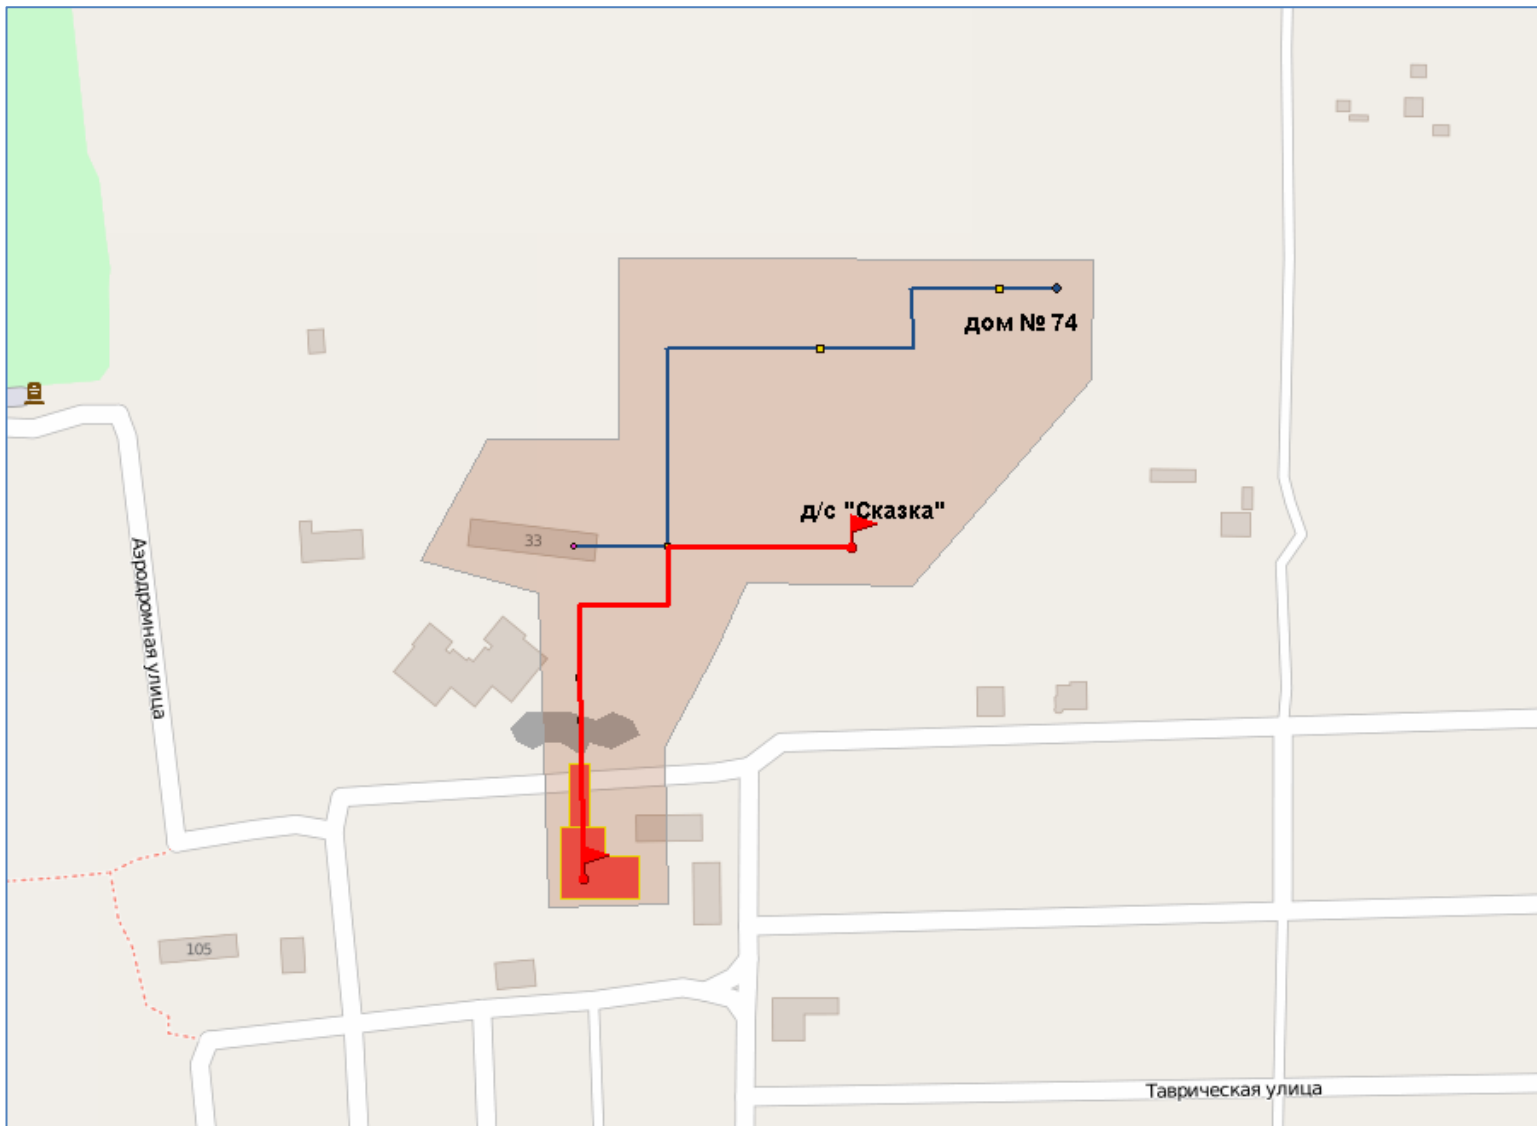 дом № 74
д/с "Сказка"
33
Аэродромная улица
105
Таврическая улица